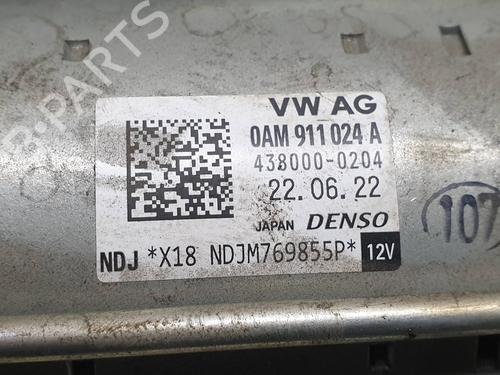 B-PARTS
VW AG
0AM 911 024 A
438000-0204
22.06.22
JAPAN DENSO
NDJ *X18 NDJM769855P* 12V
107